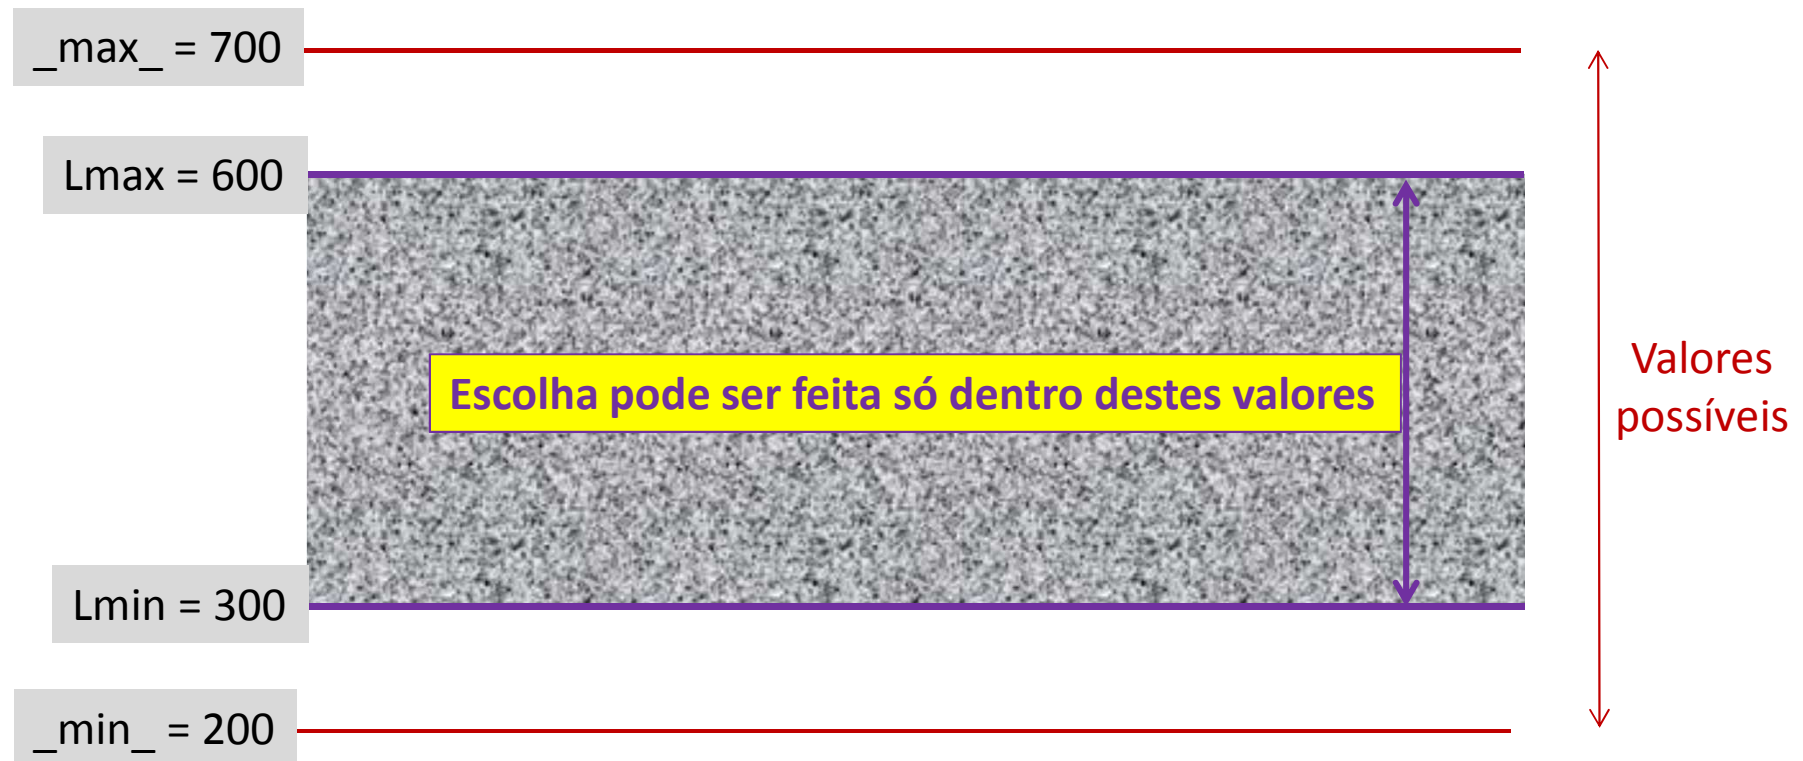 _max_ = 700
Lmax = 600
Escolha pode ser feita só dentro destes valores
Valores
possíveis
Lmin = 300
_min_ = 200